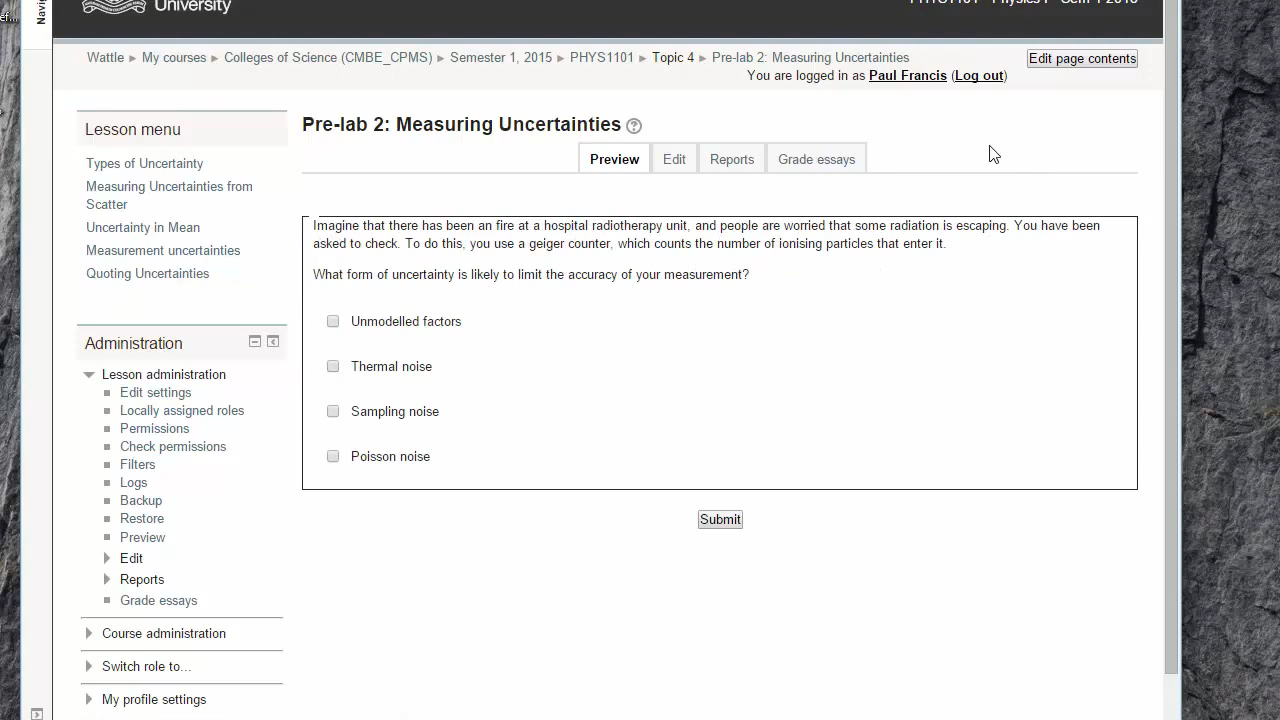 University
Wattle ▶ My courses ▶ Colleges of Science (CMBE_CPMS) ▶ Semester 1, 2015 ▶ PHYS1101 ▶ Topic 4 ▶ Pre-lab 2: Measuring Uncertainties
Edit page contents
You are logged in as Paul Francis (Log out)
Lesson menu
Types of Uncertainty
Measuring Uncertainties from
Scatter
Uncertainty in Mean
Measurement uncertainties
Quoting Uncertainties
Administration
Lesson administration
Edit settings
Locally assigned roles
Permissions
Check permissions
Filters
Logs
Backup
Restore
Preview
Edit
Reports
Grade essays
Course administration
Switch role to...
My profile settings
Pre-lab 2: Measuring Uncertainties
Preview Edit Reports Grade essays
Imagine that there has been an fire at a hospital radiotherapy unit, and people are worried that some radiation is escaping. You have been
asked to check. To do this, you use a geiger counter, which counts the number of ionising particles that enter it.
What form of uncertainty is likely to limit the accuracy of your measurement?
Unmodelled factors
Thermal noise
Sampling noise
Poisson noise
Submit